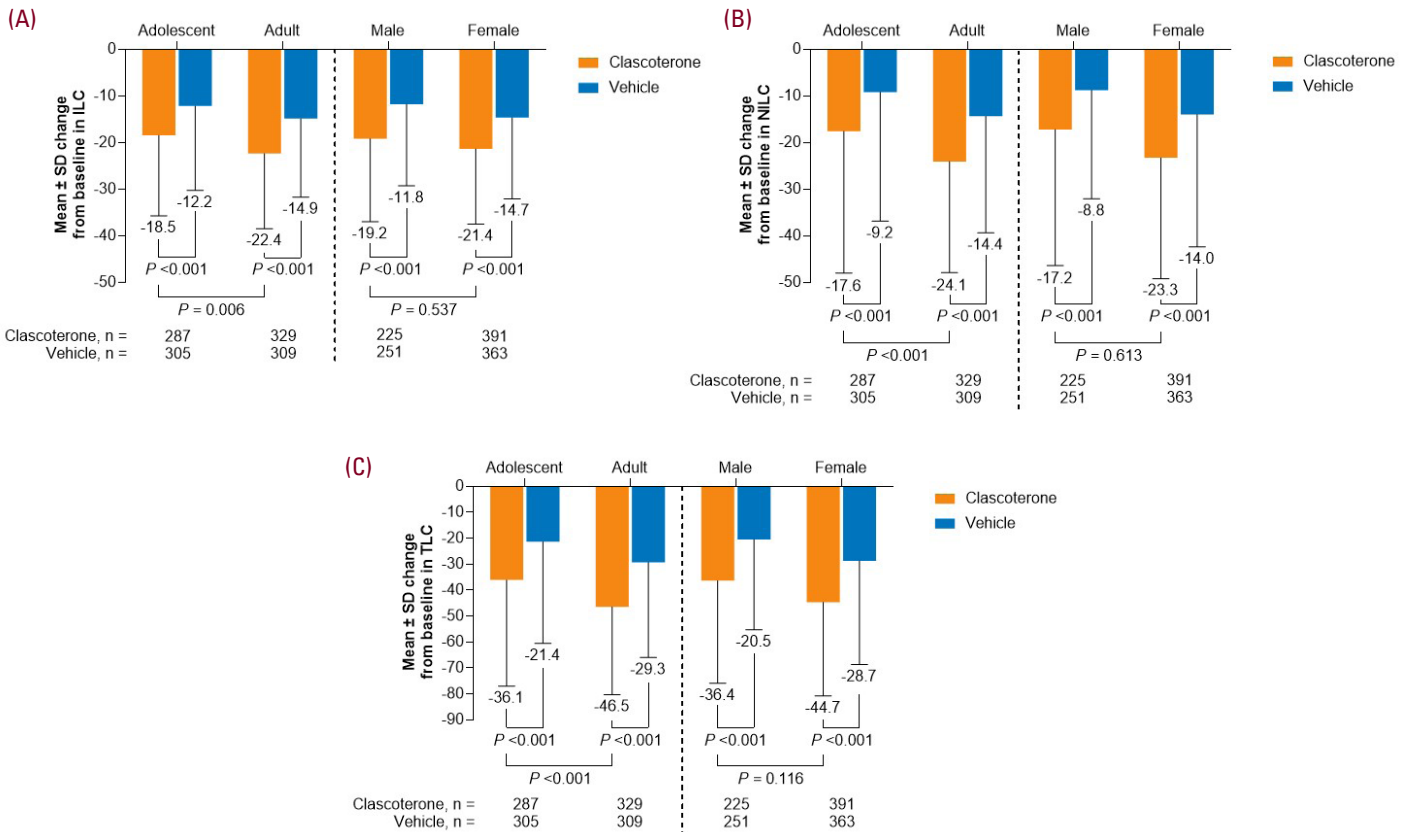 (A)
Adolescent Adult Male Female
Clascoterone
Vehicle
Mean ± SD change
from baseline in ILC
0
-10
-20
-30
-40
-50
-18.5 -12.2 -22.4 -14.9 -19.2 -11.8 -21.4 -14.7
P <0.001 P <0.001 P <0.001 P <0.001
P = 0.006 P = 0.537
Clascoterone, n = 287 329 225 391
Vehicle, n = 305 309 251 363
(B)
Adolescent Adult Male Female
Clascoterone
Vehicle
Mean ± SD change
from baseline in NILC
0
-10
-20
-30
-40
-50
-17.6 -9.2 -24.1 -14.4 -17.2 -8.8 -23.3 -14.0
P <0.001 P <0.001 P <0.001 P <0.001
P <0.001 P = 0.613
Clascoterone, n = 287 329 225 391
Vehicle, n = 305 309 251 363
(C)
Adolescent Adult Male Female
Clascoterone
Vehicle
Mean ± SD change
from baseline in TLC
0
-10
-20
-30
-40
-50
-60
-70
-80
-90
-36.1 -21.4 -46.5 -29.3 -36.4 -20.5 -44.7 -28.7
P <0.001 P <0.001 P <0.001 P <0.001
P <0.001 P = 0.116
Clascoterone, n = 287 329 225 391
Vehicle, n = 305 309 251 363